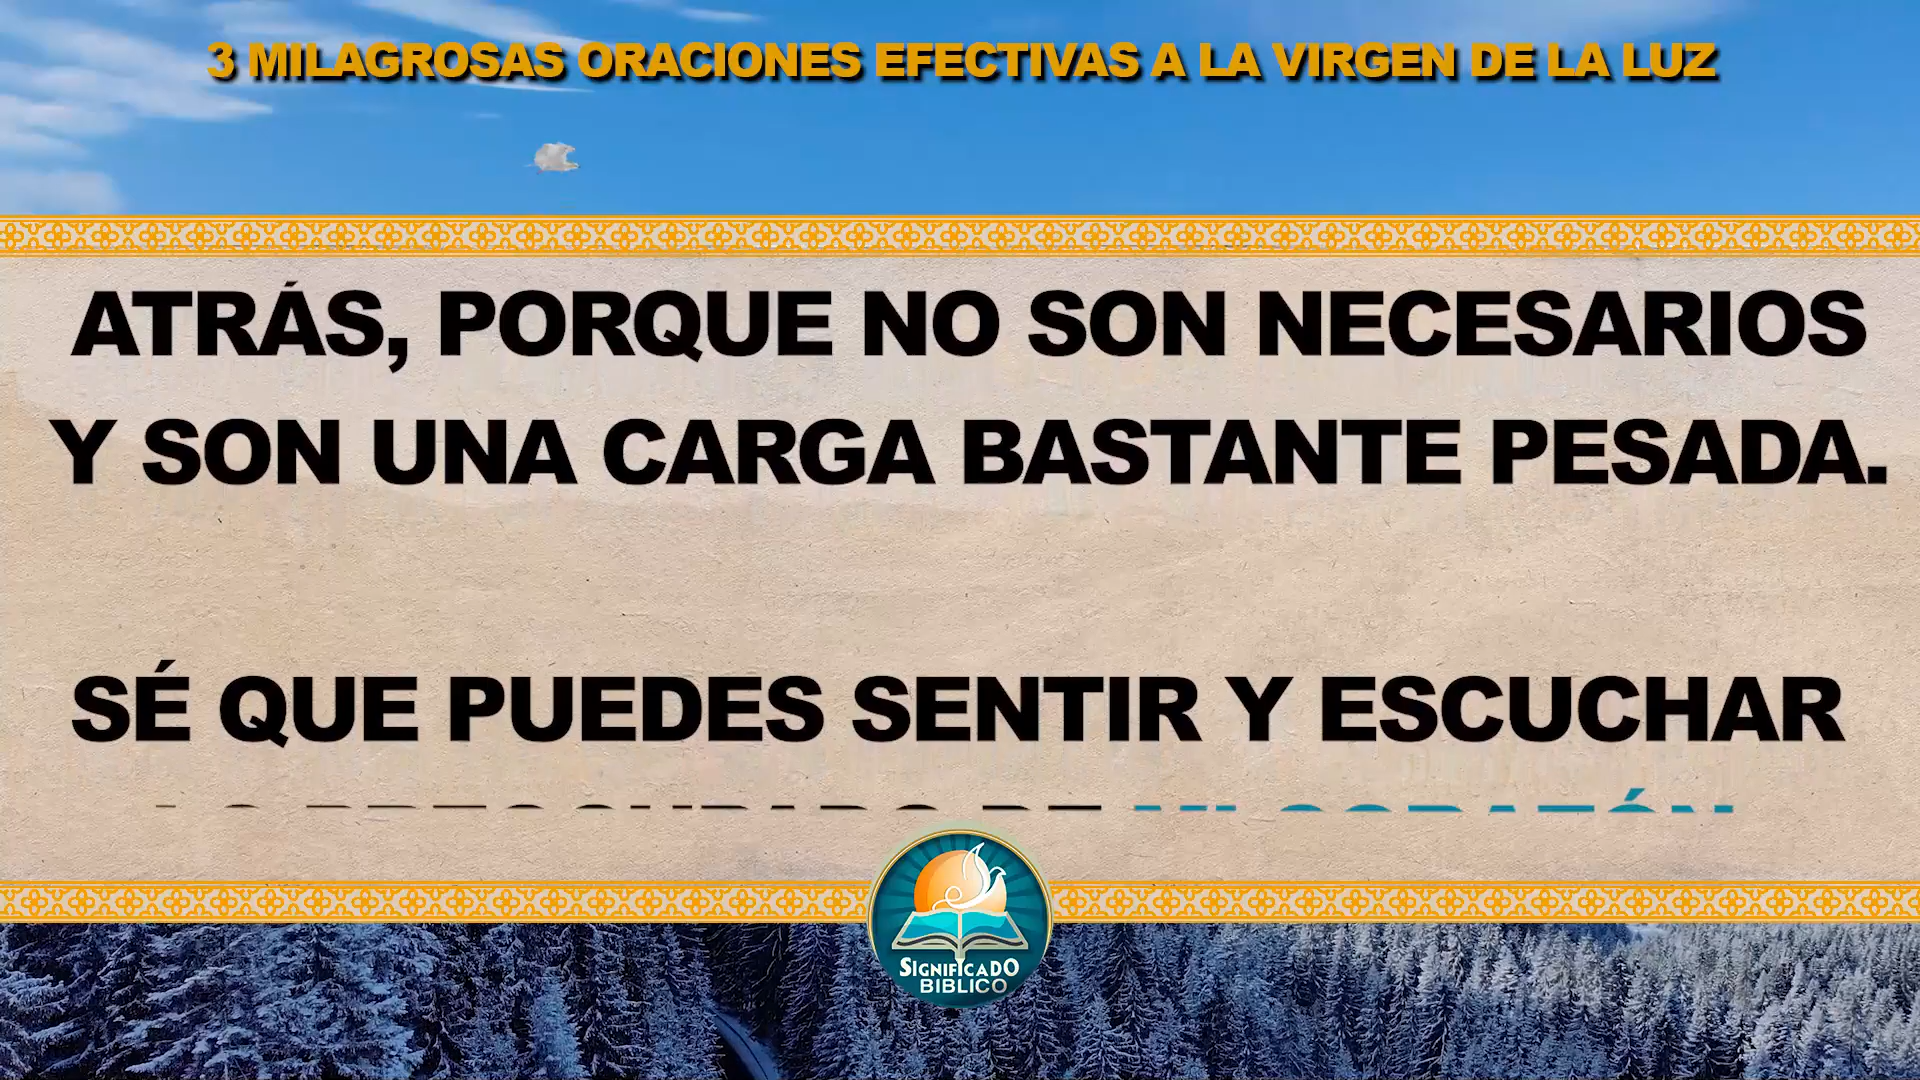 3 MILAGROSAS ORACIONES EFECTIVAS A LA VIRGEN DE LA LUZ
ATRÁS, PORQUE NO SON NECESARIOS
Y SON UNA CARGA BASTANTE PESADA.
SÉ QUE PUEDES SENTIR Y ESCUCHAR
SIGNIFICADO
BIBLICO